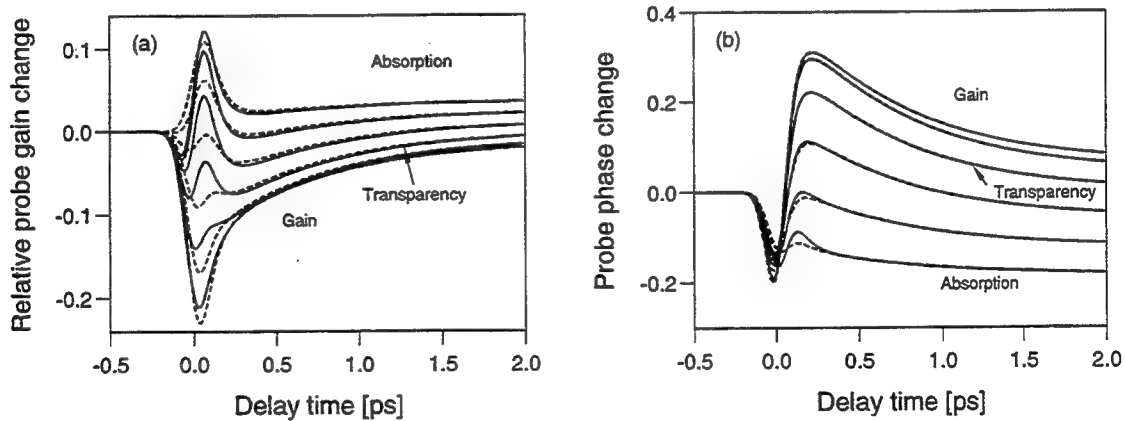 (a)
Absorption
Transparency
Gain
Relative probe gain change
0.1
0.0
-0.1
-0.2
-0.5
0.0
0.5
1.0
1.5
2.0
Delay time [ps]
(b)
Gain
Transparency
Absorption
Probe phase change
0.4
0.2
0.0
-0.2
-0.5
0.0
0.5
1.0
1.5
2.0
Delay time [ps]